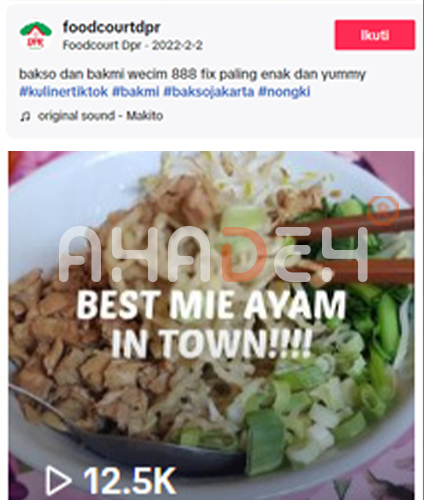 foodcourtdpr
Foodcourt Dpr · 2022-2-2
Ikuti
DPR
bakso dan bakmi wecim 888 fix paling enak dan yummy
#kulinertiktok #bakmi #baksojakarta #nongki
♫ original sound - Makito
AHADEY ®
BEST MIE AYAM
IN TOWN!!!!
12.5K